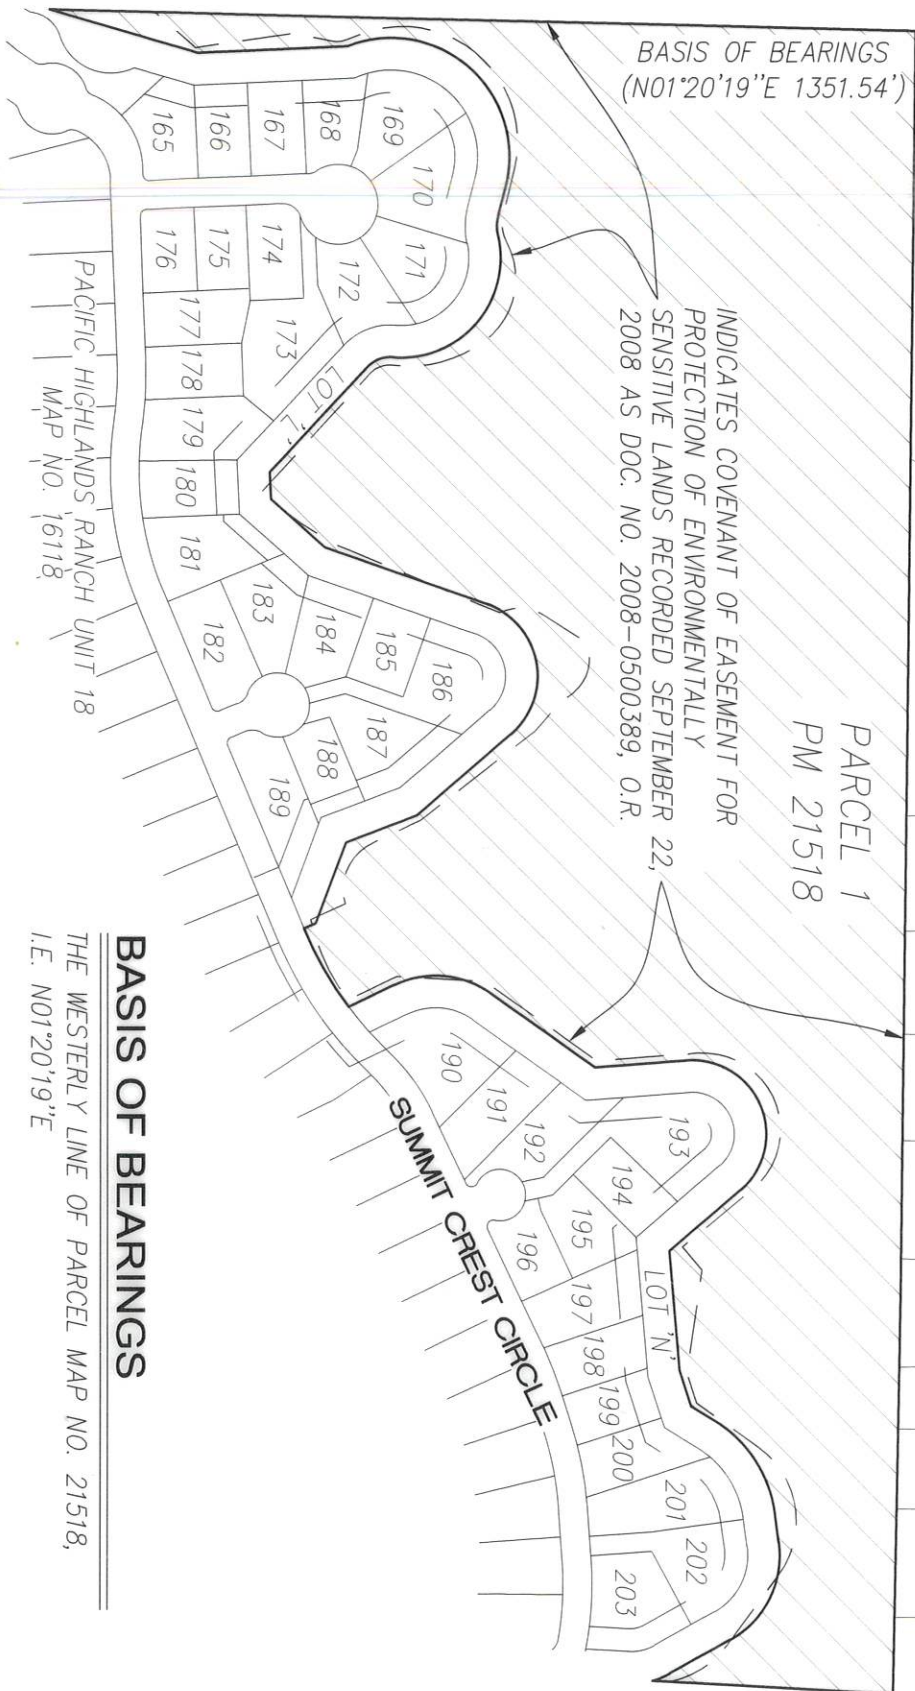 BASIS OF BEARINGS
(N01°20'19"E 1351.54')
PARCEL 1
PM 21518
INDICATES COVENANT OF EASEMENT FOR
PROTECTION OF ENVIRONMENTALLY
SENSITIVE LANDS RECORDED SEPTEMBER 22,
2008 AS DOC. NO. 2008-0500389, O.R.
165
166
167
168
169
170
171
172
173
174
175
176
177
178
179
180
181
182
183
184
185
186
187
188
189
190
191
192
193
194
195
196
197
198
199
200
201
202
203
LOT 'L'
LOT 'N'
SUMMIT CREST CIRCLE
PACIFIC HIGHLANDS RANCH UNIT 18
MAP NO. 16118
BASIS OF BEARINGS
THE WESTERLY LINE OF PARCEL MAP NO. 21518,
I.E. N01°20'19"E